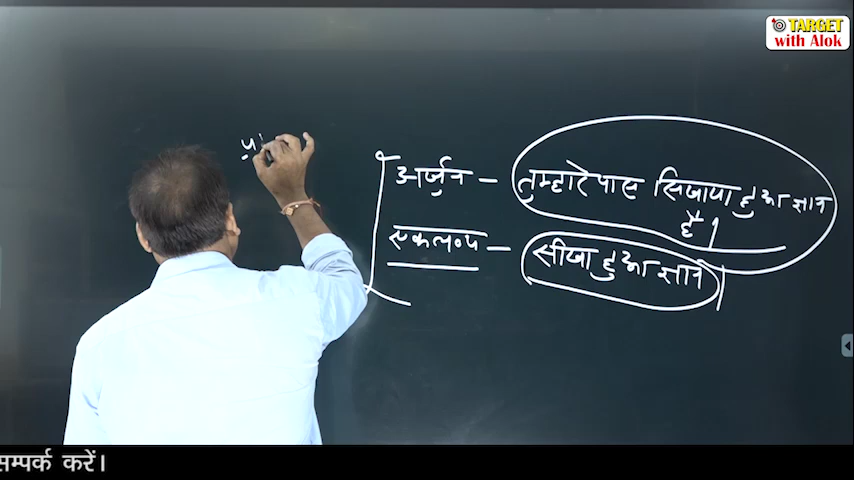 TARGET
with Alok
अर्जुन - तुम्हारे पास सिखाया हुआ ज्ञान
है।
एकलव्य - सीखा हुआ ज्ञान
सम्पर्क करें।